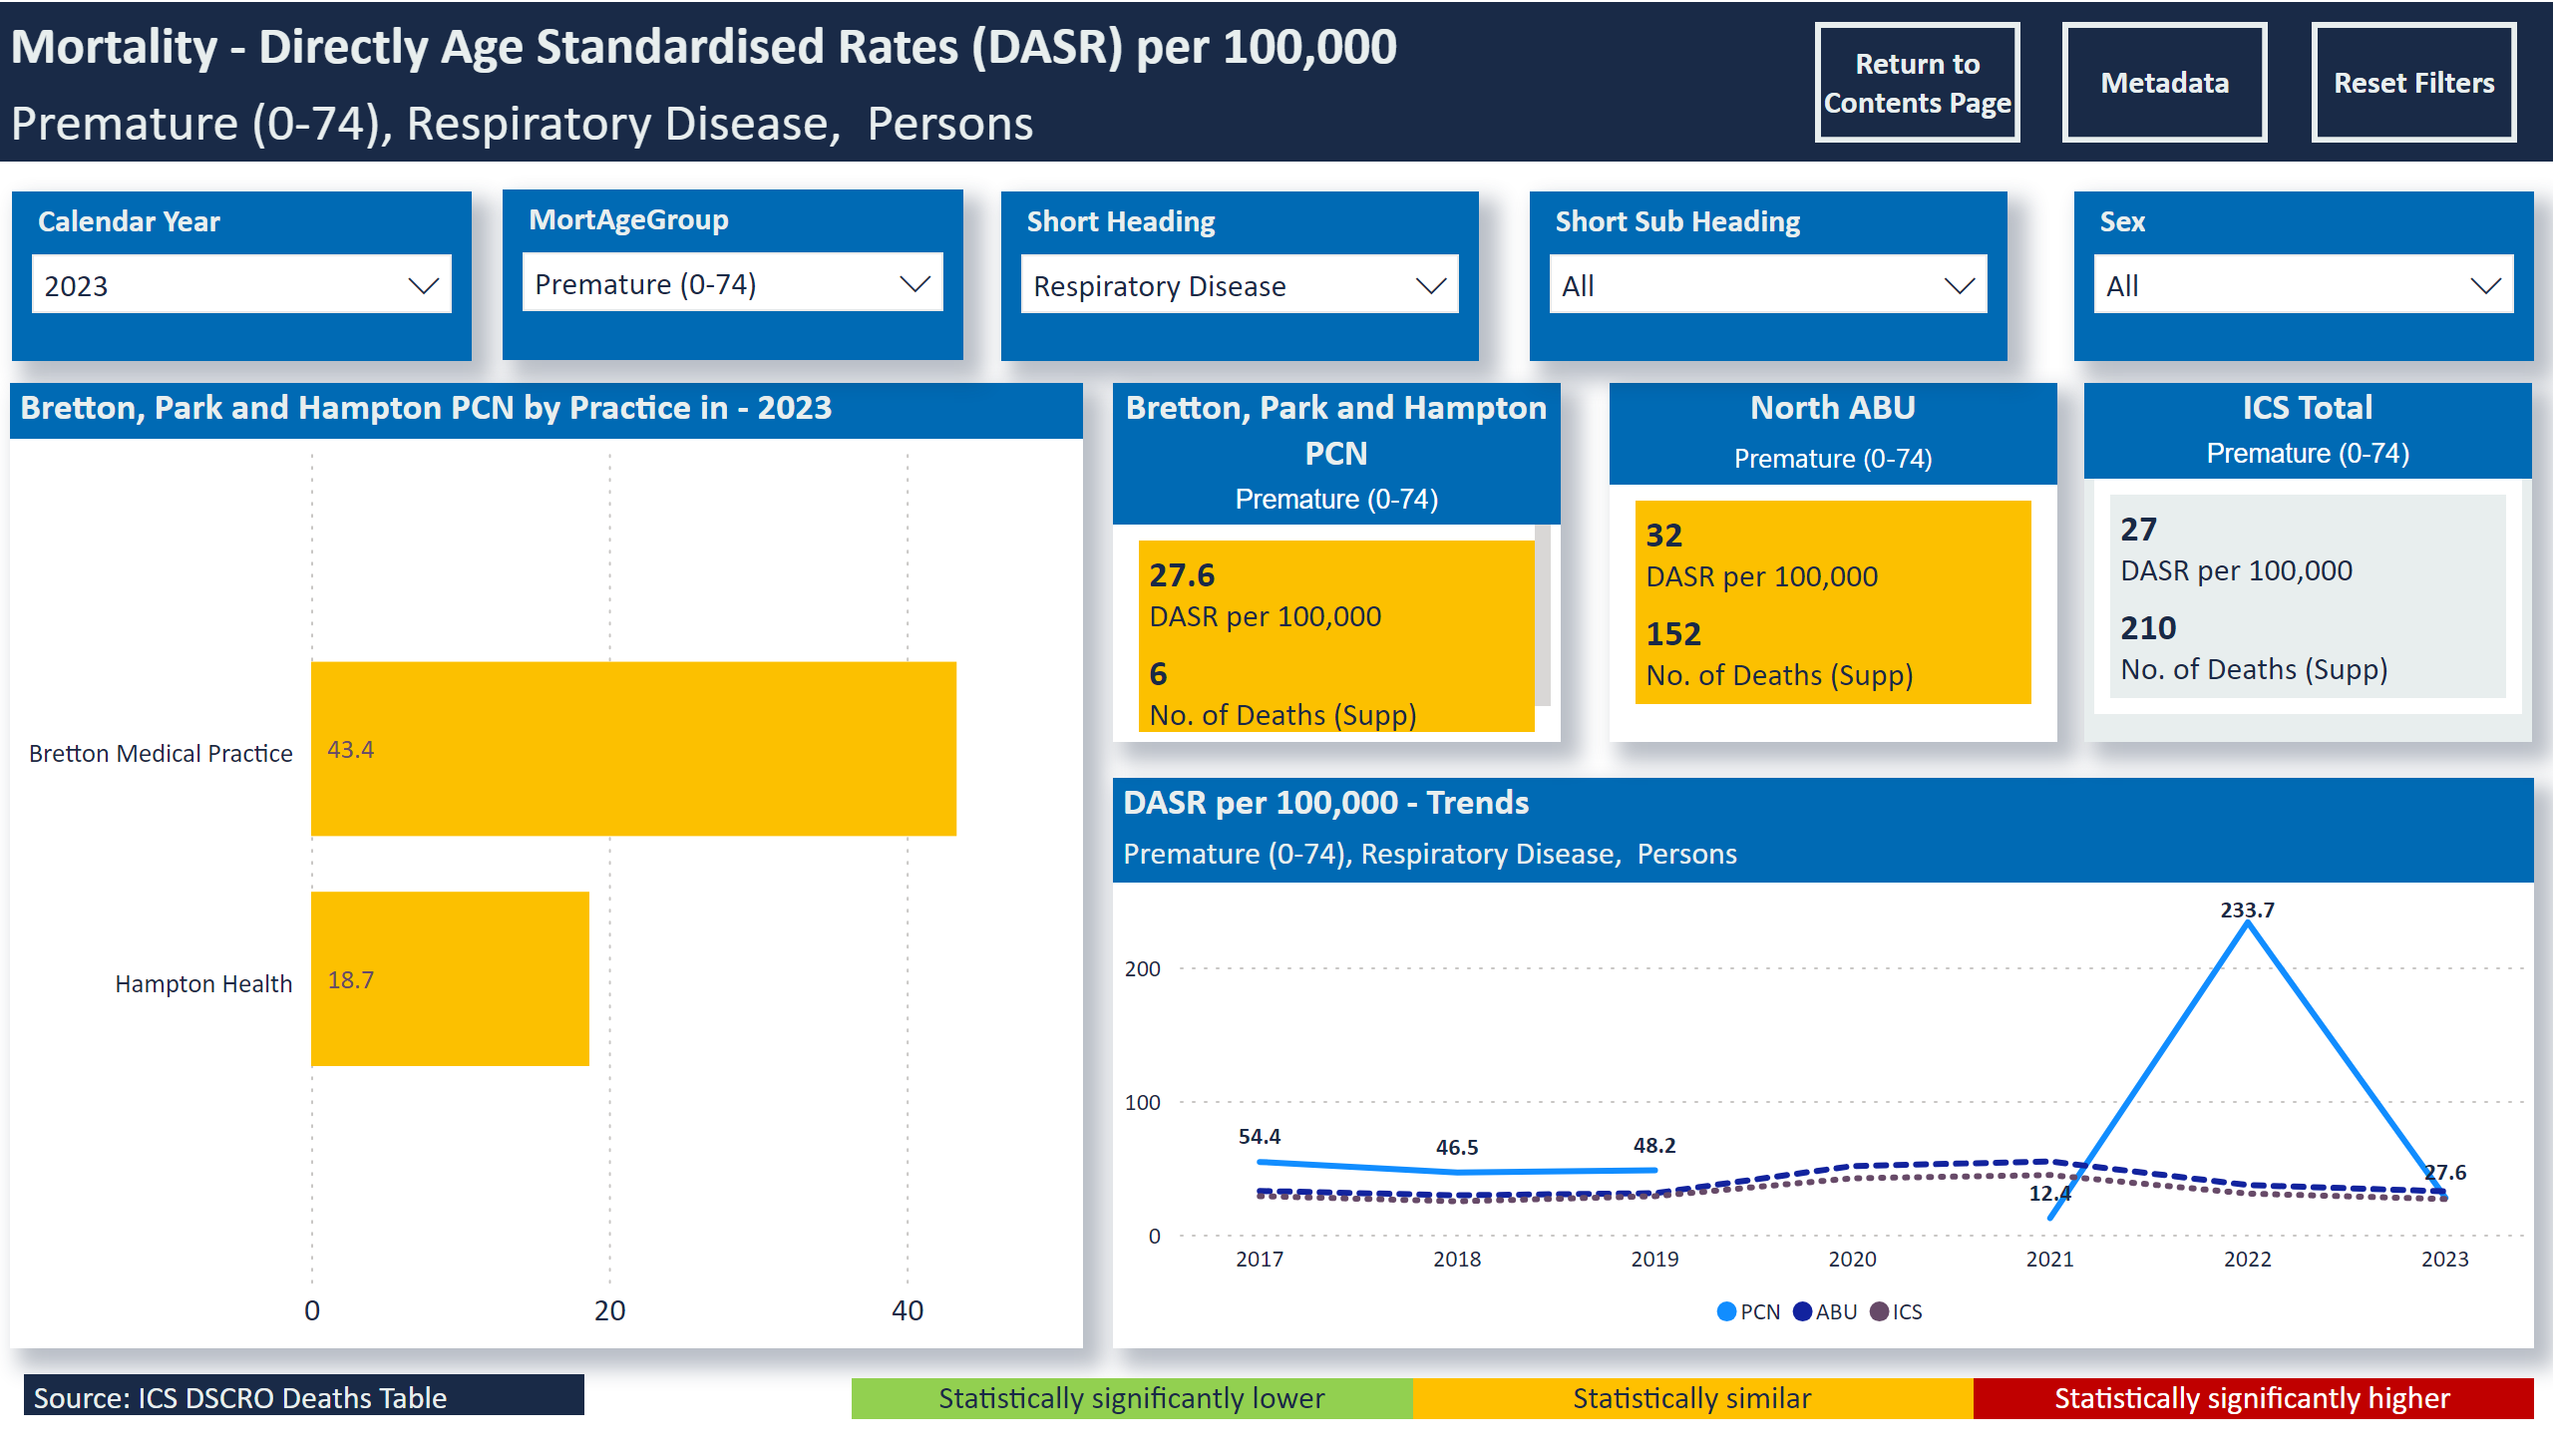 Mortality - Directly Age Standardised Rates (DASR) per 100,000
Premature (0-74), Respiratory Disease,  Persons
Return to
Contents Page
Metadata
Reset Filters
Calendar Year
2023
MortAgeGroup
Premature (0-74)
Short Heading
Respiratory Disease
Short Sub Heading
All
Sex
All
Bretton, Park and Hampton PCN by Practice in - 2023
Bretton Medical Practice
43.4
Hampton Health
18.7
0
20
40
Bretton, Park and Hampton
PCN
Premature (0-74)
27.6
DASR per 100,000
6
No. of Deaths (Supp)
North ABU
Premature (0-74)
32
DASR per 100,000
152
No. of Deaths (Supp)
ICS Total
Premature (0-74)
27
DASR per 100,000
210
No. of Deaths (Supp)
DASR per 100,000 - Trends
Premature (0-74), Respiratory Disease,  Persons
200
100
0
54.4
46.5
48.2
12.4
233.7
27.6
2017
2018
2019
2020
2021
2022
2023
PCN
ABU
ICS
Source: ICS DSCRO Deaths Table
Statistically significantly lower
Statistically similar
Statistically significantly higher